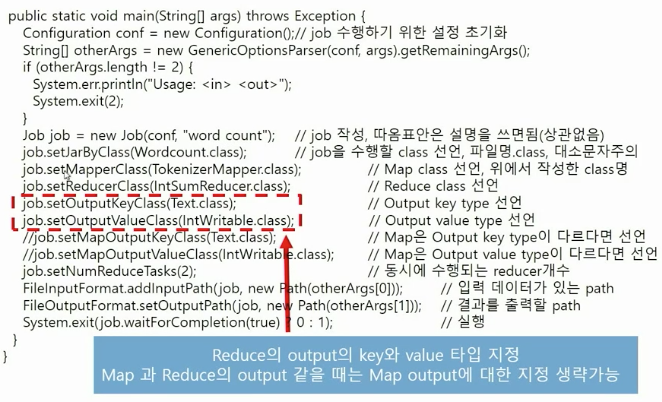 public static void main(String[] args) throws Exception {
Configuration conf = new Configuration();// job 수행하기 위한 설정 초기화
String[] otherArgs = new GenericOptionsParser(conf, args).getRemainingArgs();
if (otherArgs.length != 2) {
System.err.println("Usage: <in> <out>");
System.exit(2);
}
Job job = new Job(conf, "word count"); // job 작성, 따옴표안은 설명을 쓰면됨(상관없음)
job.setJarByClass(Wordcount.class); // job을 수행할 class 선언, 파일명.class, 대소문자주의
job.setMapperClass(TokenizerMapper.class); // Map class 선언, 위에서 작성한 class명
job.setReducerClass(IntSumReducer.class); // Reduce class 선언
job.setOutputKeyClass(Text.class); // Output key type 선언
job.setOutputValueClass(IntWritable.class); // Output value type 선언
//job.setMapOutputKeyClass(Text.class); // Map은 Output key type이 다르다면 선언
//job.setMapOutputValueClass(IntWritable.class); // Map은 Output value type이 다르다면 선언
job.setNumReduceTasks(2); // 동시에 수행되는 reducer개수
FileInputFormat.addInputPath(job, new Path(otherArgs[0])); // 입력 데이터가 있는 path
FileOutputFormat.setOutputPath(job, new Path(otherArgs[1])); // 결과를 출력할 path
System.exit(job.waitForCompletion(true) ? 0 : 1); // 실행
}
}
Reduce의 output의 key와 value 타입 지정
Map 과 Reduce의 output 같을 때는 Map output에 대한 지정 생략가능